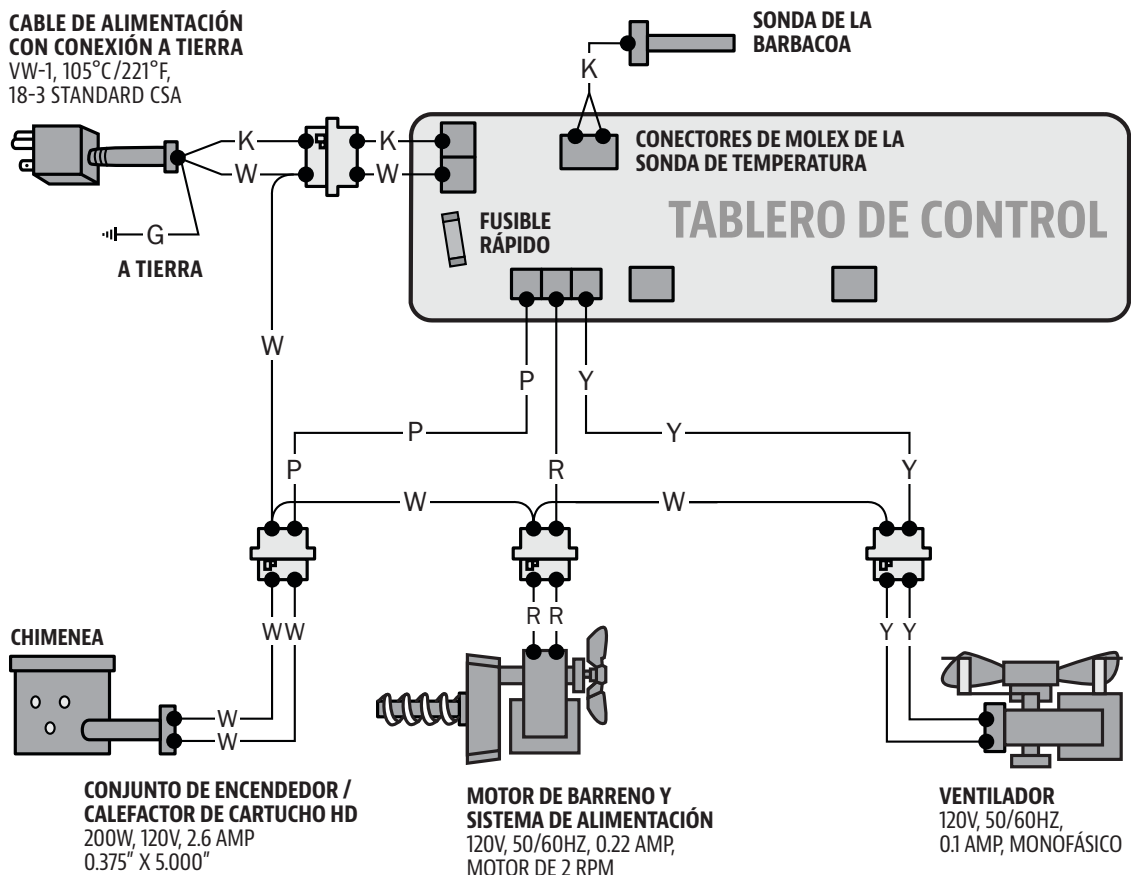 CABLE DE ALIMENTACIÓN
CON CONEXIÓN A TIERRA
VW-1, 105°C/221°F,
18-3 STANDARD CSA
SONDA DE LA
BARBACOA
K
CONECTORES DE MOLEX DE LA
SONDA DE TEMPERATURA
K
K
W
W
TABLERO DE CONTROL
FUSIBLE
RÁPIDO
G
A TIERRA
W
P
Y
P
Y
P
R
Y
W
W
R R
W W
Y Y
CHIMENEA
W
W
CONJUNTO DE ENCENDEDOR /
CALEFACTOR DE CARTUCHO HD
200W, 120V, 2.6 AMP
0.375" X 5.000"
MOTOR DE BARRENO Y
SISTEMA DE ALIMENTACIÓN
120V, 50/60HZ, 0.22 AMP,
MOTOR DE 2 RPM
VENTILADOR
120V, 50/60HZ,
0.1 AMP, MONOFÁSICO